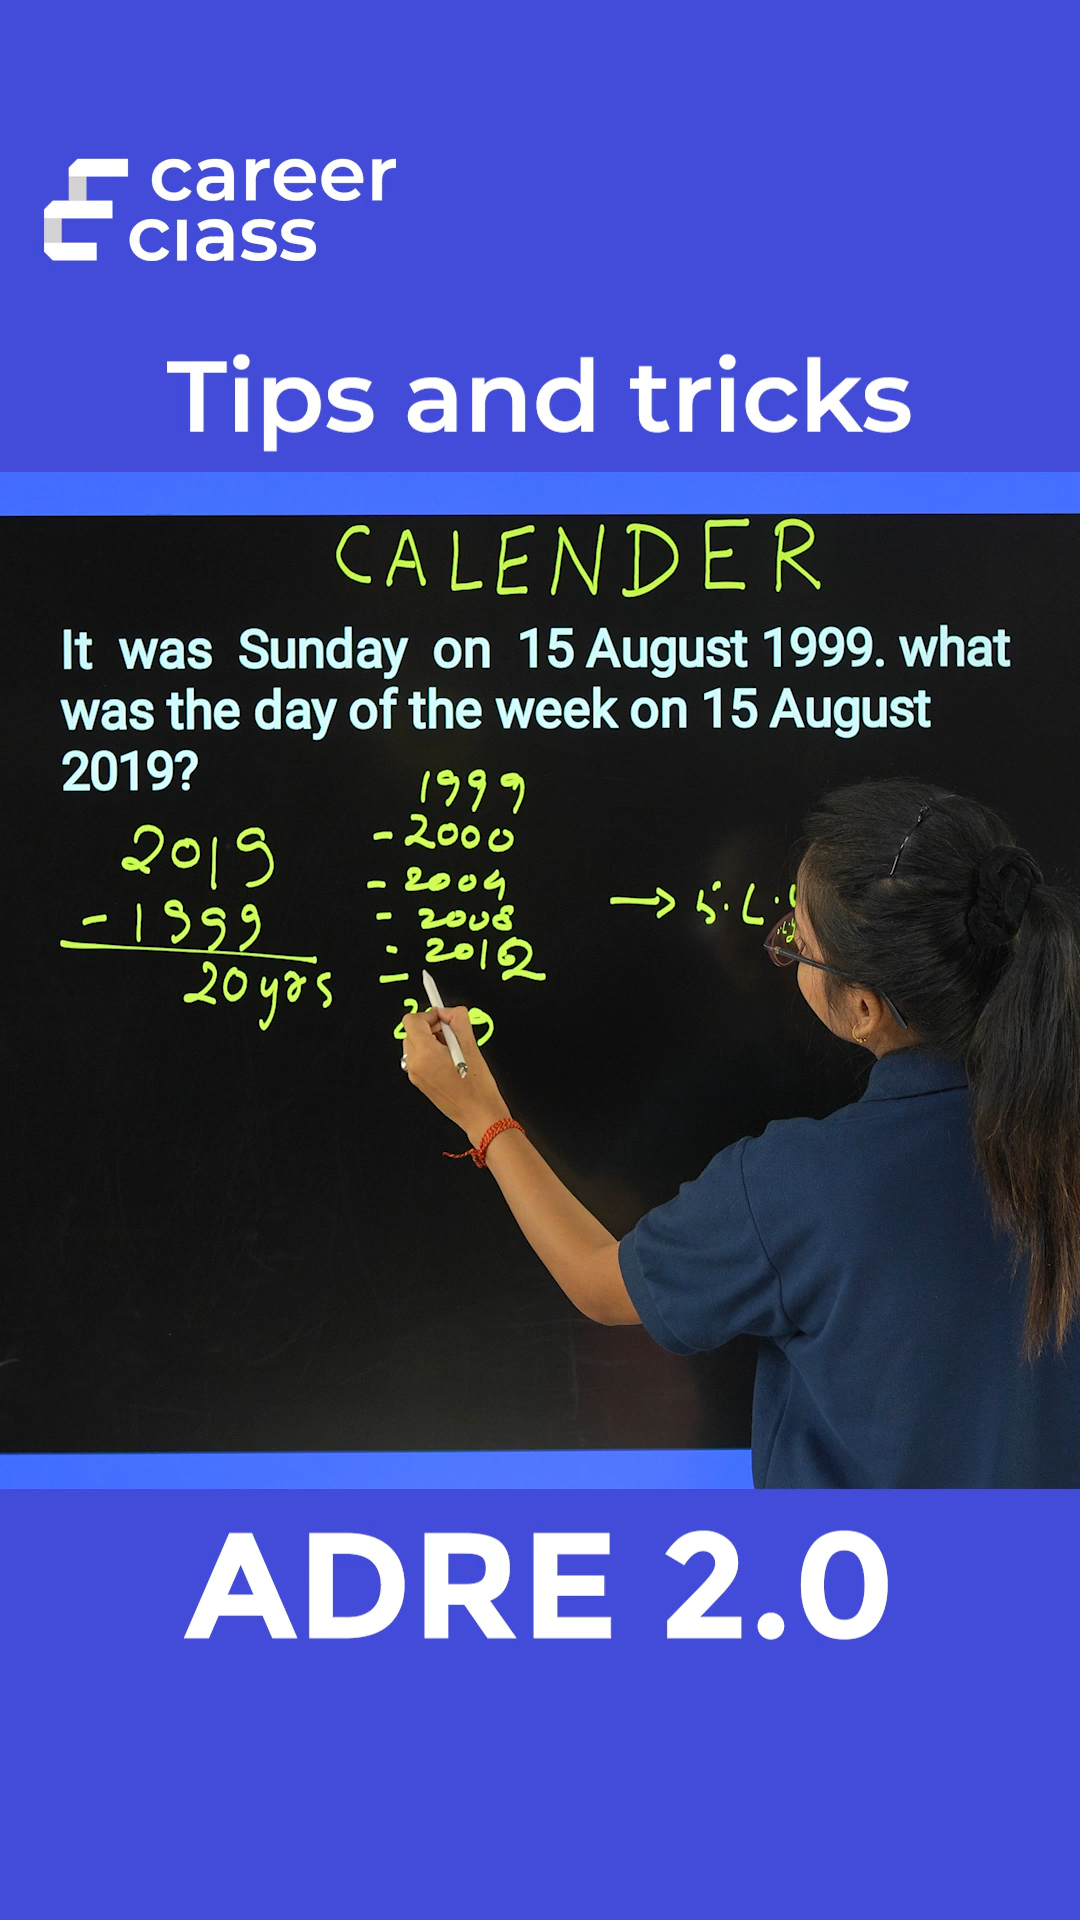 career
class
Tips and tricks
CALENDER
It was Sunday on 15 August 1999. what
was the day of the week on 15 August
2019?
2019
- 1999
20yrs
1999
- 2000
- 2004
- 2008
- 2012
→ 5.L.
ADRE 2.0